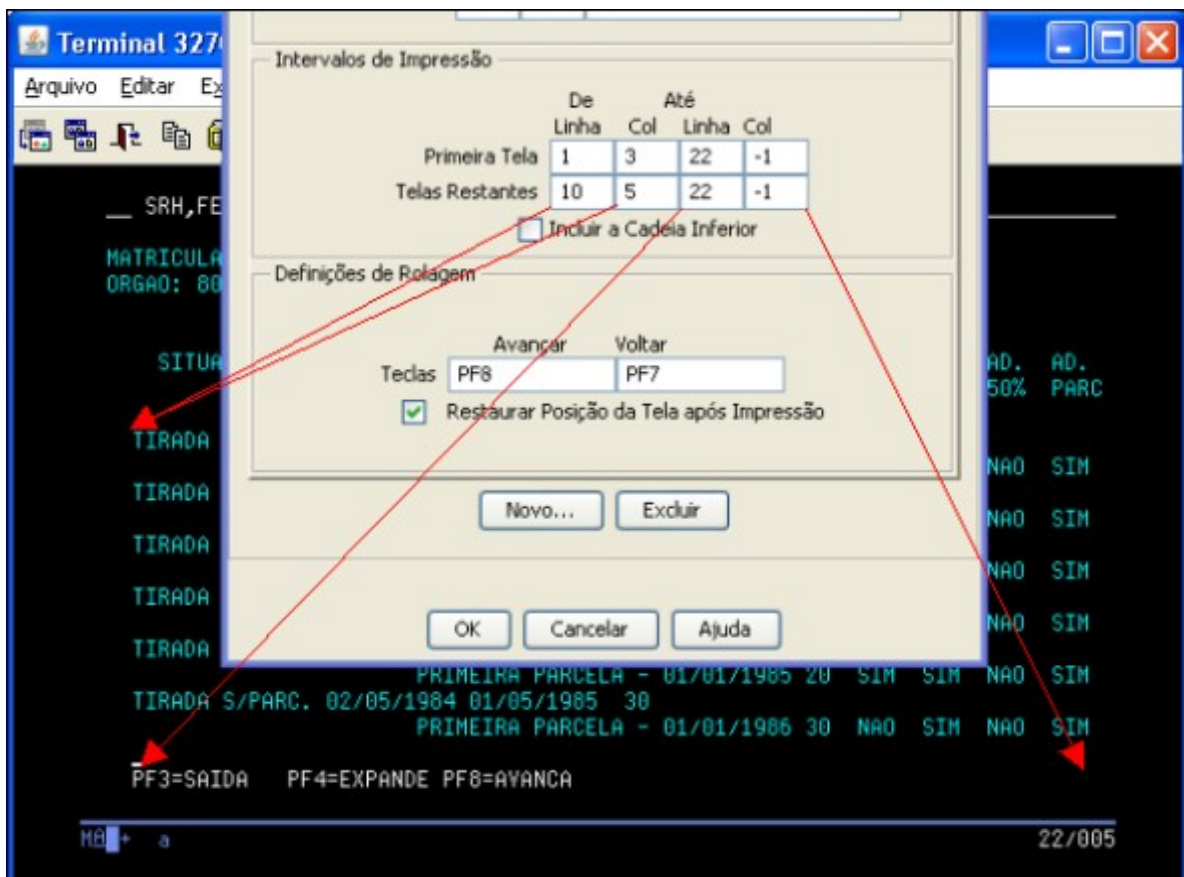 Terminal 327
Arquivo Editar Ex
Intervalos de Impressão
De Até
Linha Col Linha Col
Primeira Tela 1 3 22 -1
Telas Restantes 10 5 22 -1
Incluir a Cadeia Inferior
Definições de Rolagem
Avançar Voltar
Teclas PF8 PF7
Restaurar Posição da Tela após Impressão
Novo... Excluir
OK Cancelar Ajuda
__ SRH,FE
MATRICULA
ORGAO: 80
SITUA AD. AD.
50% PARC
TIRADA
NAO SIM
TIRADA
NAO SIM
TIRADA
NAO SIM
TIRADA
NAO SIM
TIRADA
PRIMEIRA PARCELA - 01/01/1985 20 SIM SIM NAO SIM
TIRADA S/PARC. 02/05/1984 01/05/1985 30
PRIMEIRA PARCELA - 01/01/1986 30 NAO SIM NAO SIM
PF3=SAIDA PF4=EXPANDE PF8=AVANCA
MA + a 22/005